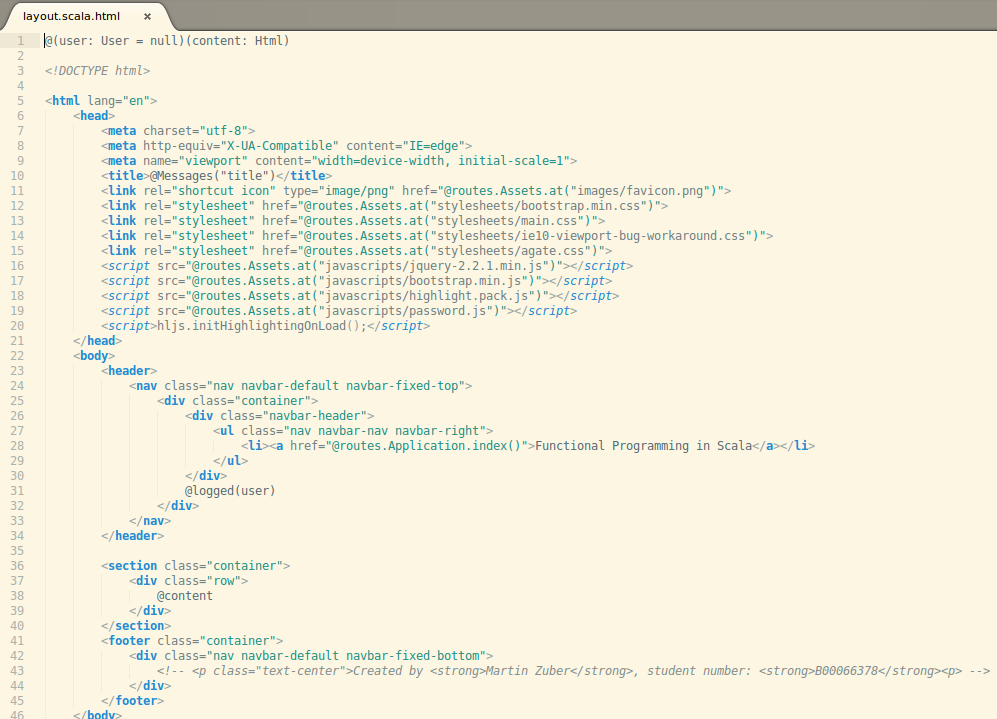 layout.scala.html ×
1 @(user: User = null)(content: Html)
2
3 <!DOCTYPE html>
4
5 <html lang="en">
6     <head>
7         <meta charset="utf-8">
8         <meta http-equiv="X-UA-Compatible" content="IE=edge">
9         <meta name="viewport" content="width=device-width, initial-scale=1">
10         <title>@Messages("title")</title>
11         <link rel="shortcut icon" type="image/png" href="@routes.Assets.at("images/favicon.png")">
12         <link rel="stylesheet" href="@routes.Assets.at("stylesheets/bootstrap.min.css")">
13         <link rel="stylesheet" href="@routes.Assets.at("stylesheets/main.css")">
14         <link rel="stylesheet" href="@routes.Assets.at("stylesheets/ie10-viewport-bug-workaround.css")">
15         <link rel="stylesheet" href="@routes.Assets.at("stylesheets/agate.css")">
16         <script src="@routes.Assets.at("javascripts/jquery-2.2.1.min.js")"></script>
17         <script src="@routes.Assets.at("javascripts/bootstrap.min.js")"></script>
18         <script src="@routes.Assets.at("javascripts/highlight.pack.js")"></script>
19         <script src="@routes.Assets.at("javascripts/password.js")"></script>
20         <script>hljs.initHighlightingOnLoad();</script>
21     </head>
22     <body>
23         <header>
24             <nav class="nav navbar-default navbar-fixed-top">
25                 <div class="container">
26                     <div class="navbar-header">
27                         <ul class="nav navbar-nav navbar-right">
28                             <li><a href="@routes.Application.index()">Functional Programming in Scala</a></li>
29                         </ul>
30                     </div>
31                     @logged(user)
32                 </div>
33             </nav>
34         </header>
35
36         <section class="container">
37             <div class="row">
38                 @content
39             </div>
40         </section>
41         <footer class="container">
42             <div class="nav navbar-default navbar-fixed-bottom">
43                 <!-- <p class="text-center">Created by <strong>Martin Zuber</strong>, student number: <strong>B00066378</strong><p> -->
44             </div>
45         </footer>
46     </body>